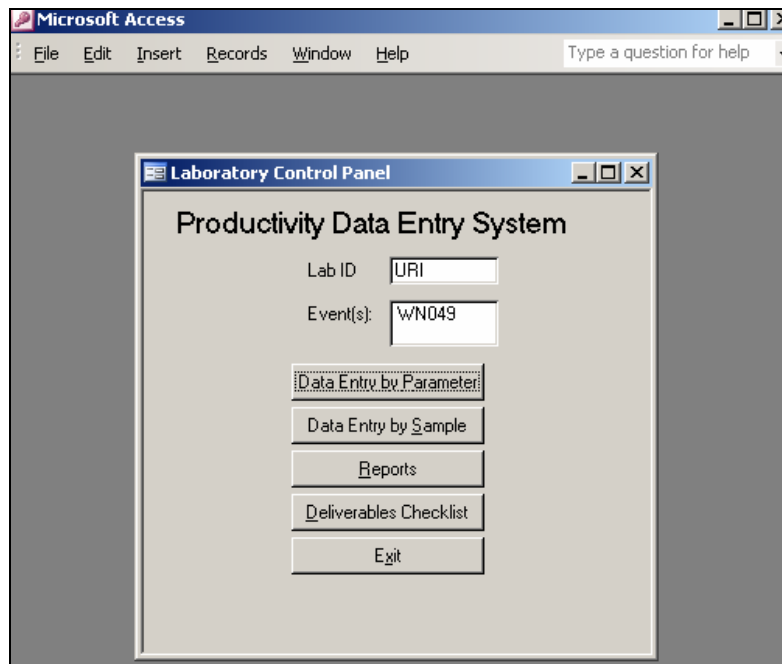 Microsoft Access
File Edit Insert Records Window Help Type a question for help
Laboratory Control Panel
Productivity Data Entry System
Lab ID URI
Event(s): WN049
Data Entry by Parameter
Data Entry by Sample
Reports
Deliverables Checklist
Exit